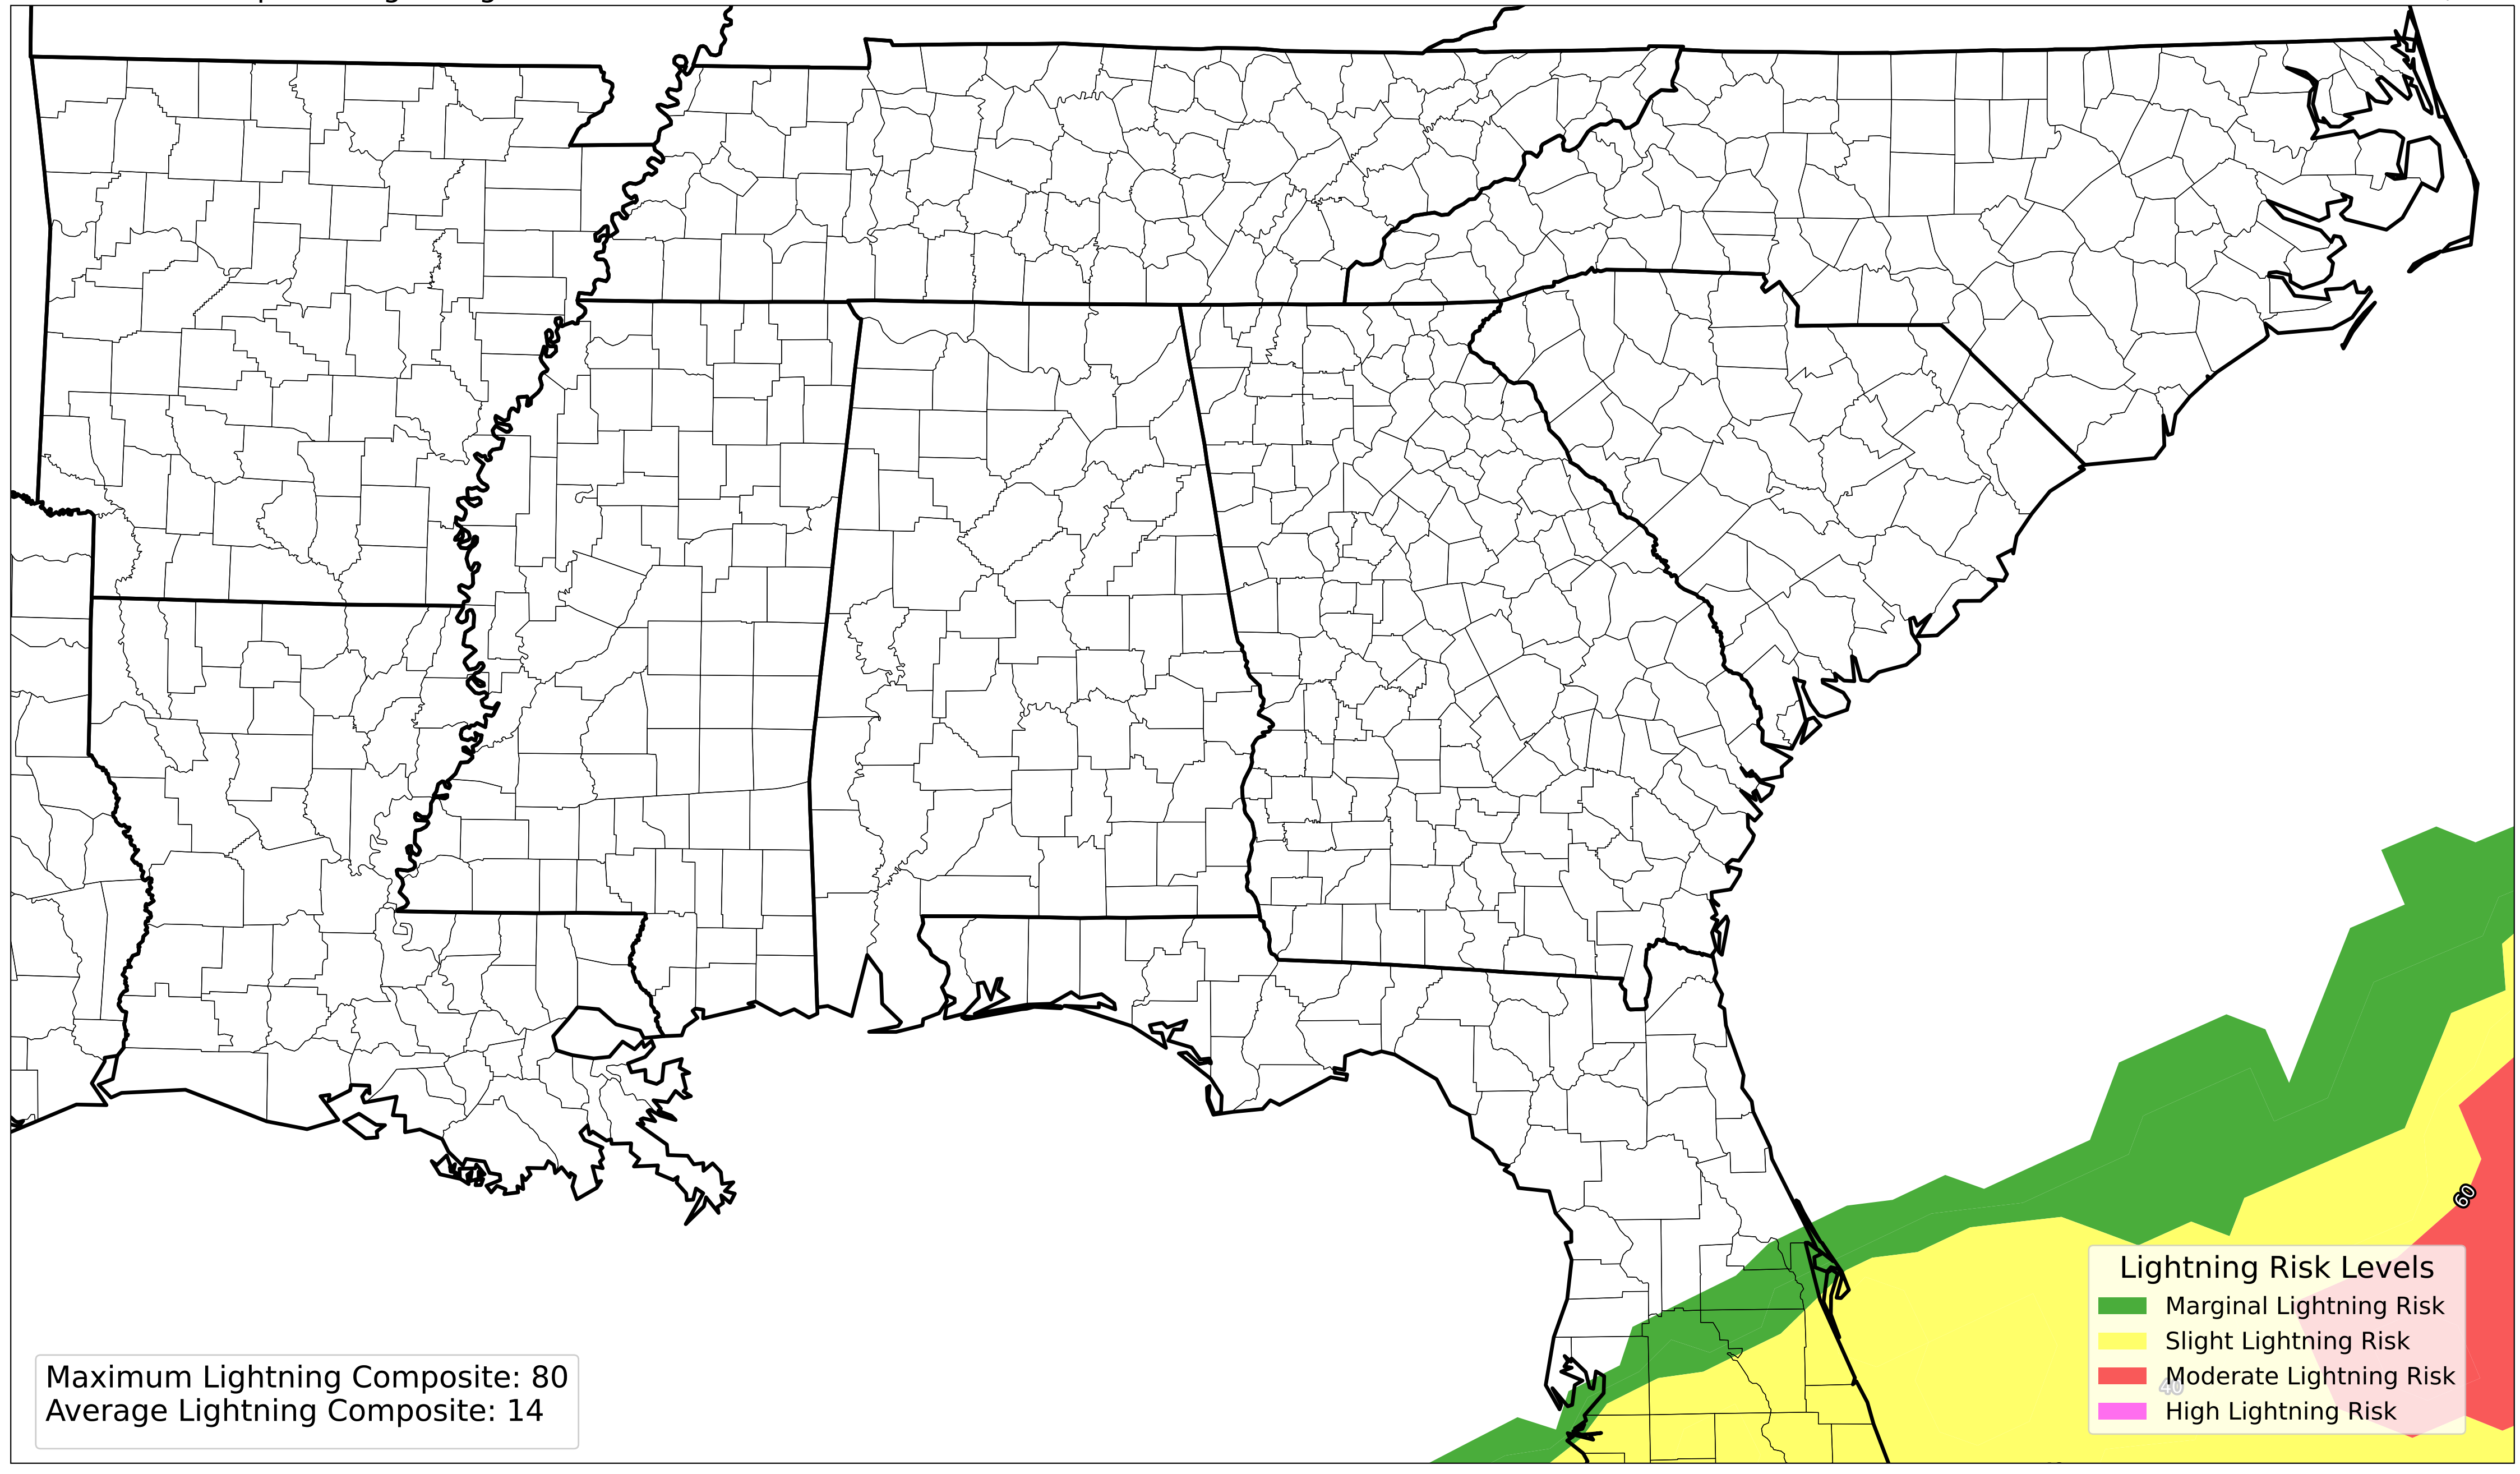 60
Lightning Risk Levels
Marginal Lightning Risk
Slight Lightning Risk
Moderate Lightning Risk
40
High Lightning Risk
Maximum Lightning Composite: 80
Average Lightning Composite: 14